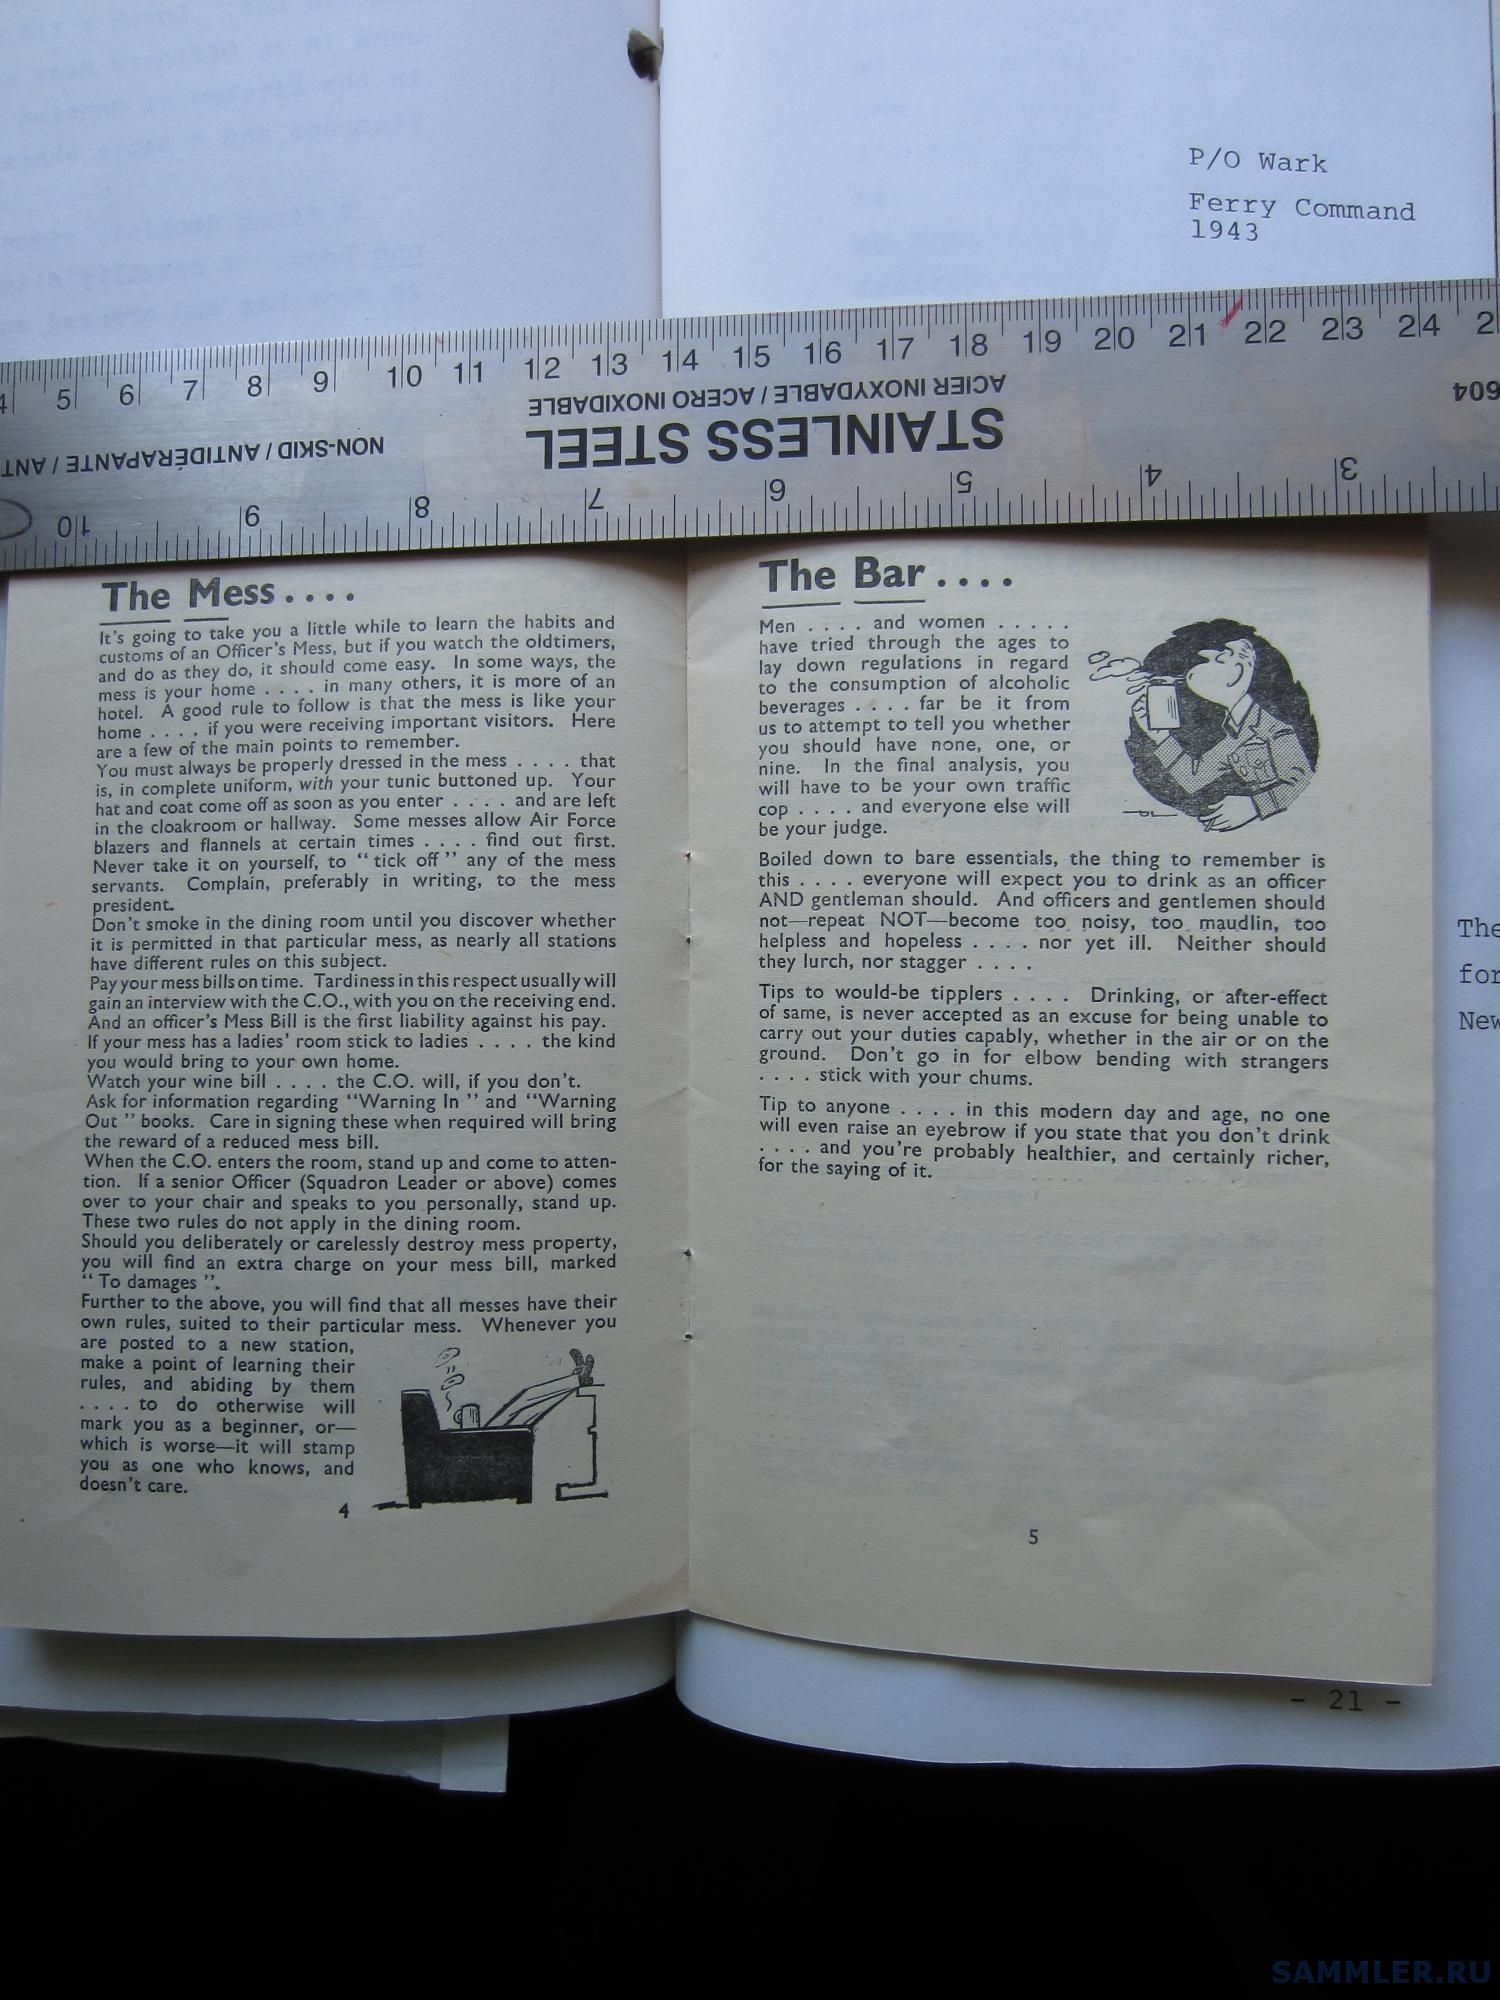 P/O Wark
Ferry Command
1943
4 5 6 7 8 9 10 11 12 13 14 15 16 17 18 19 20 21 22 23 24 2
ACIER INOXYDABLE / ACERO INOXIDABLE
604
STAINLESS STEEL
NON-SKID / ANTIDÉRAPANTE / ANT
10 9 8 7 6 5 4 3
The Mess ....
It's going to take you a little while to learn the habits and
customs of an Officer's Mess, but if you watch the oldtimers,
and do as they do, it should come easy. In some ways, the
mess is your home .... in many others, it is more of an
hotel. A good rule to follow is that the mess is like your
home .... if you were receiving important visitors. Here
are a few of the main points to remember.
You must always be properly dressed in the mess .... that
is, in complete uniform, with your tunic buttoned up. Your
hat and coat come off as soon as you enter .... and are left
in the cloakroom or hallway. Some messes allow Air Force
blazers and flannels at certain times .... find out first.
Never take it on yourself, to "tick off" any of the mess
servants. Complain, preferably in writing, to the mess
president.
Don't smoke in the dining room until you discover whether
it is permitted in that particular mess, as nearly all stations
have different rules on this subject.
Pay your mess bills on time. Tardiness in this respect usually will
gain an interview with the C.O., with you on the receiving end.
And an officer's Mess Bill is the first liability against his pay.
If your mess has a ladies' room stick to ladies .... the kind
you would bring to your own home.
Watch your wine bill .... the C.O. will, if you don't.
Ask for information regarding "Warning In" and "Warning
Out" books. Care in signing these when required will bring
the reward of a reduced mess bill.
When the C.O. enters the room, stand up and come to atten-
tion. If a senior Officer (Squadron Leader or above) comes
over to your chair and speaks to you personally, stand up.
These two rules do not apply in the dining room.
Should you deliberately or carelessly destroy mess property,
you will find an extra charge on your mess bill, marked
"To damages".
Further to the above, you will find that all messes have their
own rules, suited to their particular mess. Whenever you
are posted to a new station,
make a point of learning their
rules, and abiding by them
.... to do otherwise will
mark you as a beginner, or—
which is worse—it will stamp
you as one who knows, and
doesn't care.
4
The Bar ....
Men .... and women .....
have tried through the ages to
lay down regulations in regard
to the consumption of alcoholic
beverages .... far be it from
us to attempt to tell you whether
you should have none, one, or
nine. In the final analysis, you
will have to be your own traffic
cop .... and everyone else will
be your judge.
Boiled down to bare essentials, the thing to remember is
this .... everyone will expect you to drink as an officer
AND gentleman should. And officers and gentlemen should
not—repeat NOT—become too noisy, too maudlin, too
helpless and hopeless .... nor yet ill. Neither should
they lurch, nor stagger ....
Tips to would-be tipplers .... Drinking, or after-effect
of same, is never accepted as an excuse for being unable to
carry out your duties capably, whether in the air or on the
ground. Don't go in for elbow bending with strangers
.... stick with your chums.
Tip to anyone .... in this modern day and age, no one
will even raise an eyebrow if you state that you don't drink
.... and you're probably healthier, and certainly richer,
for the saying of it.
5
The
for
New
- 21 -
SAMMLER.RU